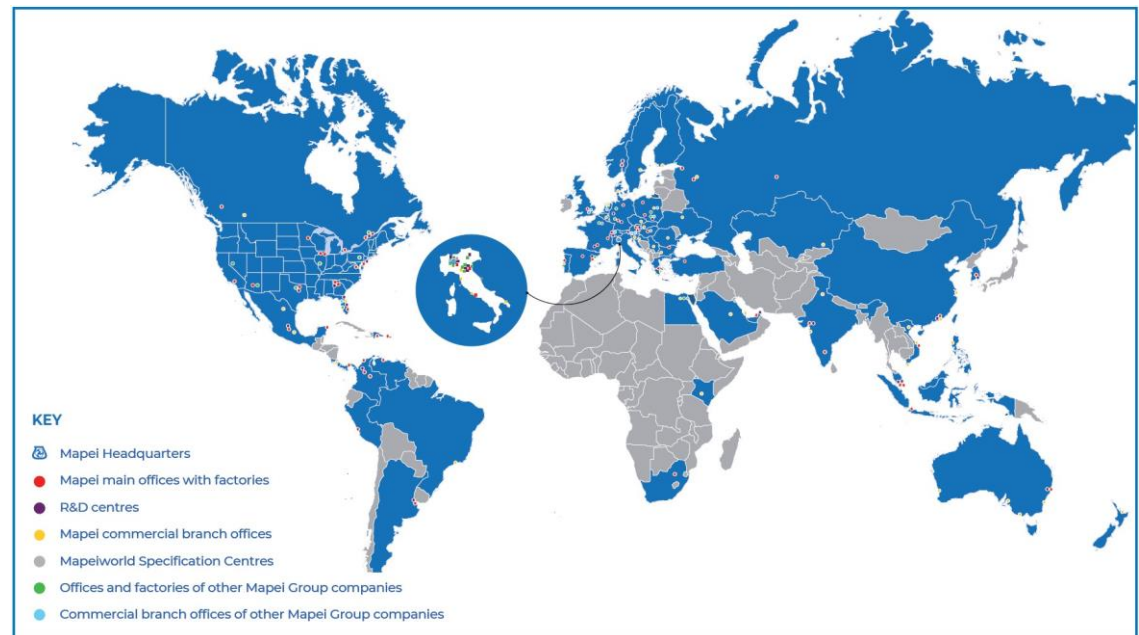 KEY
Mapei Headquarters
Mapei main offices with factories
R&D centres
Mapei commercial branch offices
Mapeiworld Specification Centres
Offices and factories of other Mapei Group companies
Commercial branch offices of other Mapei Group companies